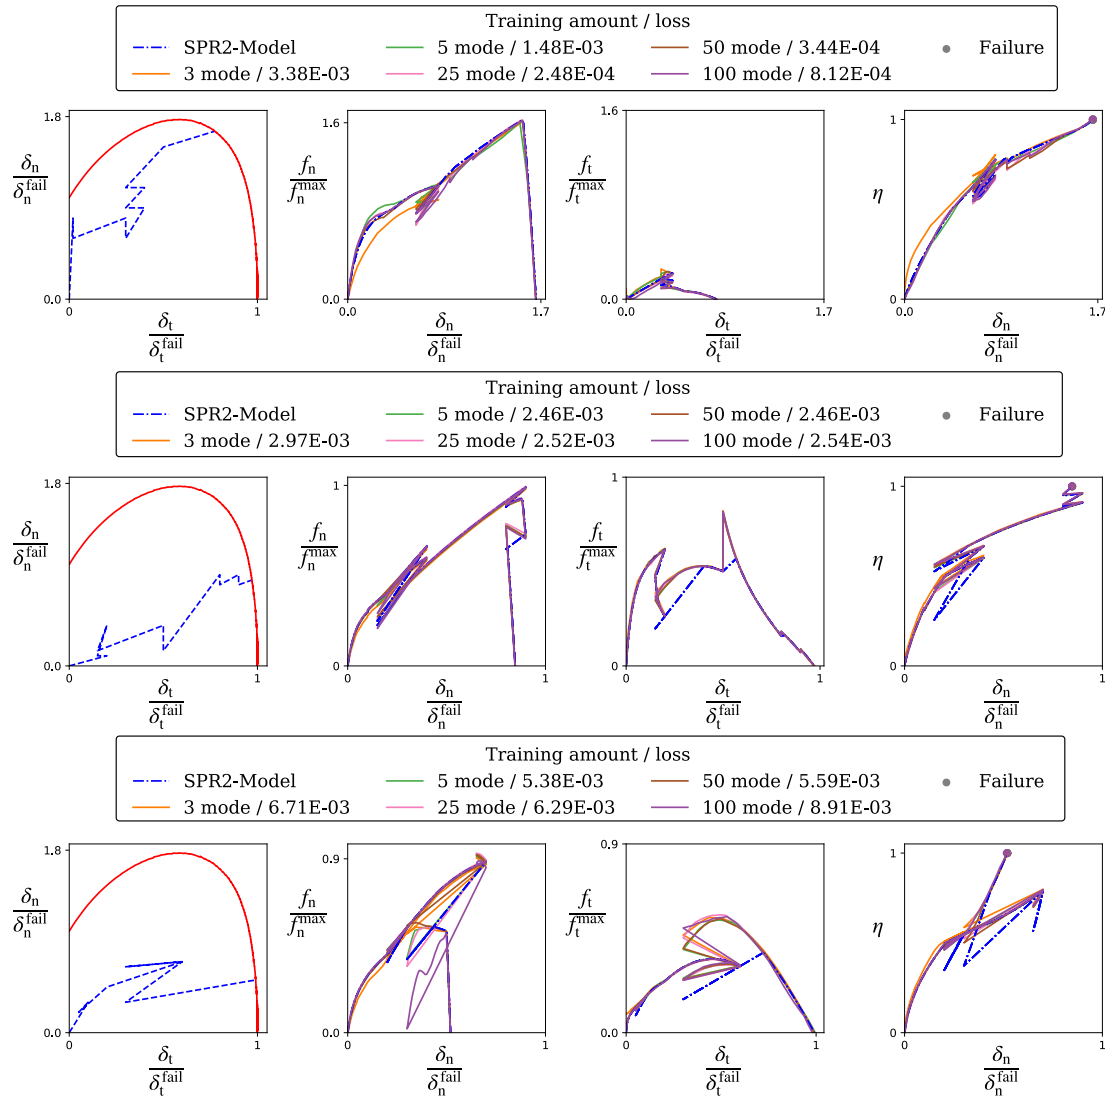 Training amount / loss
SPR2-Model
5 mode / 1.48E-03
50 mode / 3.44E-04
Failure
3 mode / 3.38E-03
25 mode / 2.48E-04
100 mode / 8.12E-04
1.8
δn
δn^fail
0.0
0
1
δt
δt^fail
1.6
fn
fn^max
0.0
0.0
1.7
δn
δn^fail
1.6
ft
ft^max
0.0
0.0
1.7
δt
δt^fail
1
η
0
0.0
1.7
δn
δn^fail
Training amount / loss
SPR2-Model
5 mode / 2.46E-03
50 mode / 2.46E-03
Failure
3 mode / 2.97E-03
25 mode / 2.52E-03
100 mode / 2.54E-03
1.8
δn
δn^fail
0.0
0
1
δt
δt^fail
1
fn
fn^max
0
0
1
δn
δn^fail
1
ft
ft^max
0
0
1
δt
δt^fail
1
η
0
0
1
δn
δn^fail
Training amount / loss
SPR2-Model
5 mode / 5.38E-03
50 mode / 5.59E-03
Failure
3 mode / 6.71E-03
25 mode / 6.29E-03
100 mode / 8.91E-03
1.8
δn
δn^fail
0.0
0
1
δt
δt^fail
0.9
fn
fn^max
0.0
0
1
δn
δn^fail
0.9
ft
ft^max
0.0
0
1
δt
δt^fail
1
η
0
0
1
δn
δn^fail